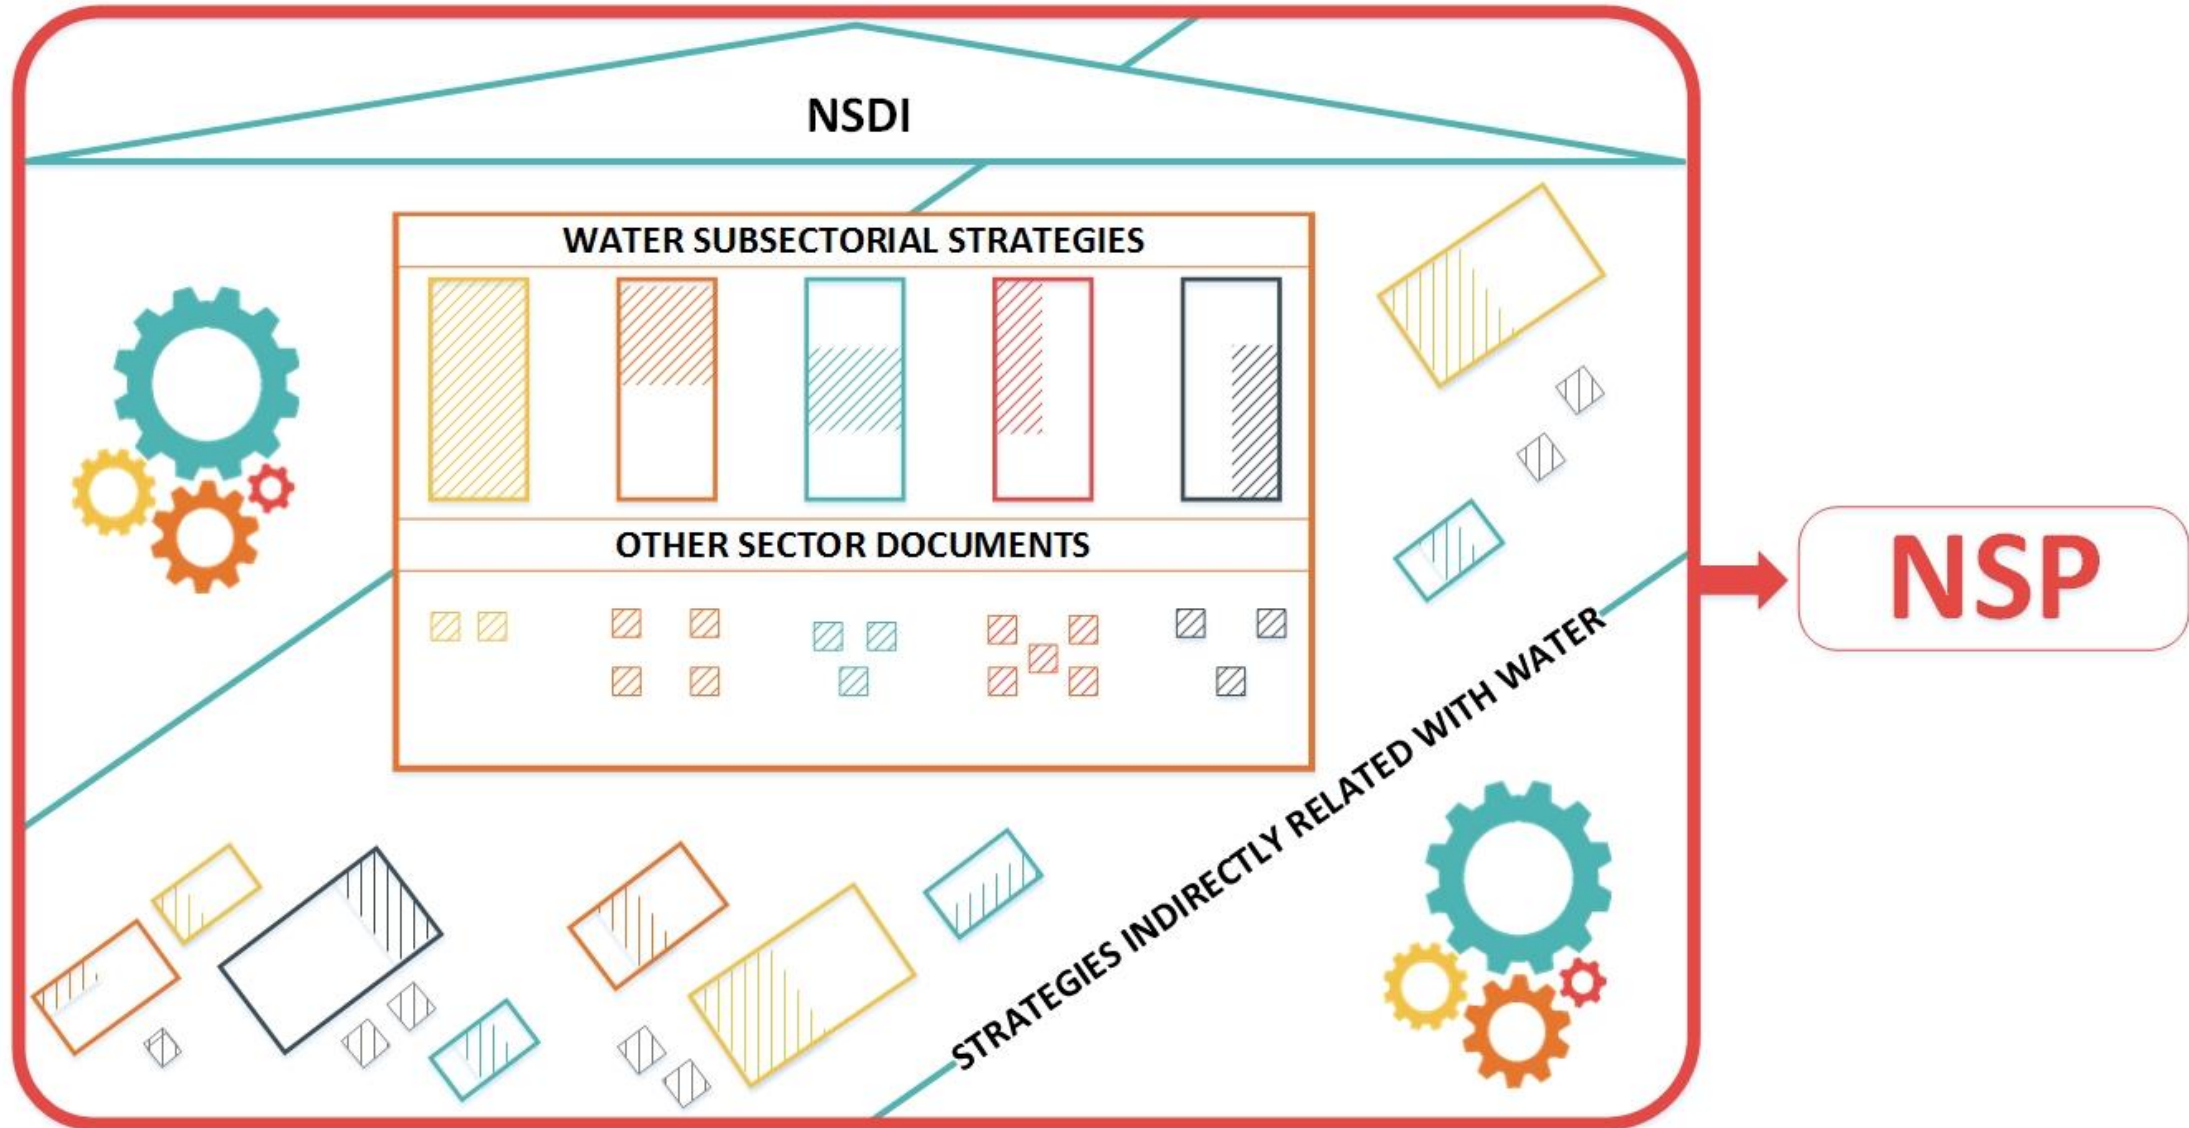 NSDI
WATER SUBSECTORIAL STRATEGIES
OTHER SECTOR DOCUMENTS
STRATEGIES INDIRECTLY RELATED WITH WATER
NSP